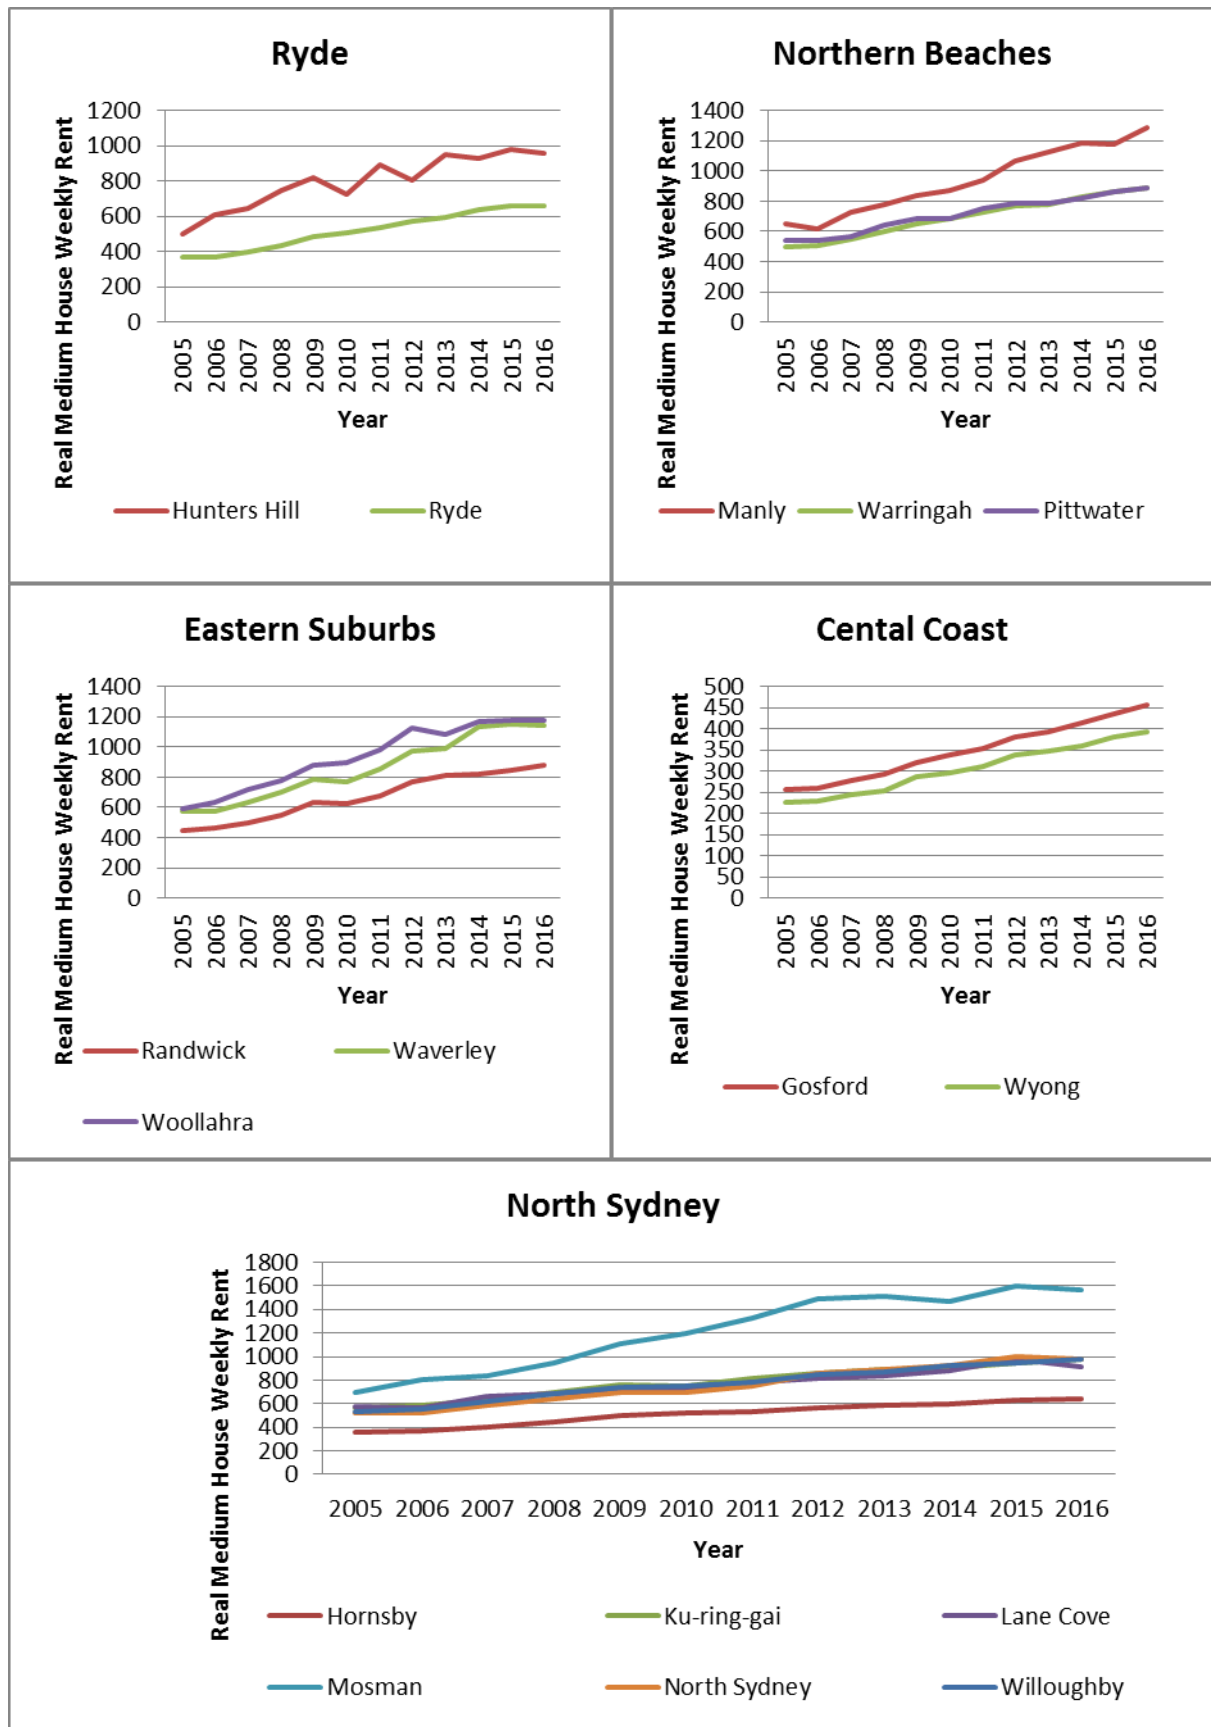 Ryde
Real Medium House Weekly Rent
1200
1000
800
600
400
200
0
2005 2006 2007 2008 2009 2010 2011 2012 2013 2014 2015 2016
Year
Hunters Hill Ryde
Northern Beaches
Real Medium House Weekly Rent
1400
1200
1000
800
600
400
200
0
2005 2006 2007 2008 2009 2010 2011 2012 2013 2014 2015 2016
Year
Manly Warringah Pittwater
Eastern Suburbs
Real Medium House Weekly Rent
1400
1200
1000
800
600
400
200
0
2005 2006 2007 2008 2009 2010 2011 2012 2013 2014 2015 2016
Year
Randwick Waverley
Woollahra
Cental Coast
Real Medium House Weekly Rent
500
450
400
350
300
250
200
150
100
50
0
2005 2006 2007 2008 2009 2010 2011 2012 2013 2014 2015 2016
Year
Gosford Wyong
North Sydney
Real Medium House Weekly Rent
1800
1600
1400
1200
1000
800
600
400
200
0
2005 2006 2007 2008 2009 2010 2011 2012 2013 2014 2015 2016
Year
Hornsby Ku-ring-gai Lane Cove
Mosman North Sydney Willoughby